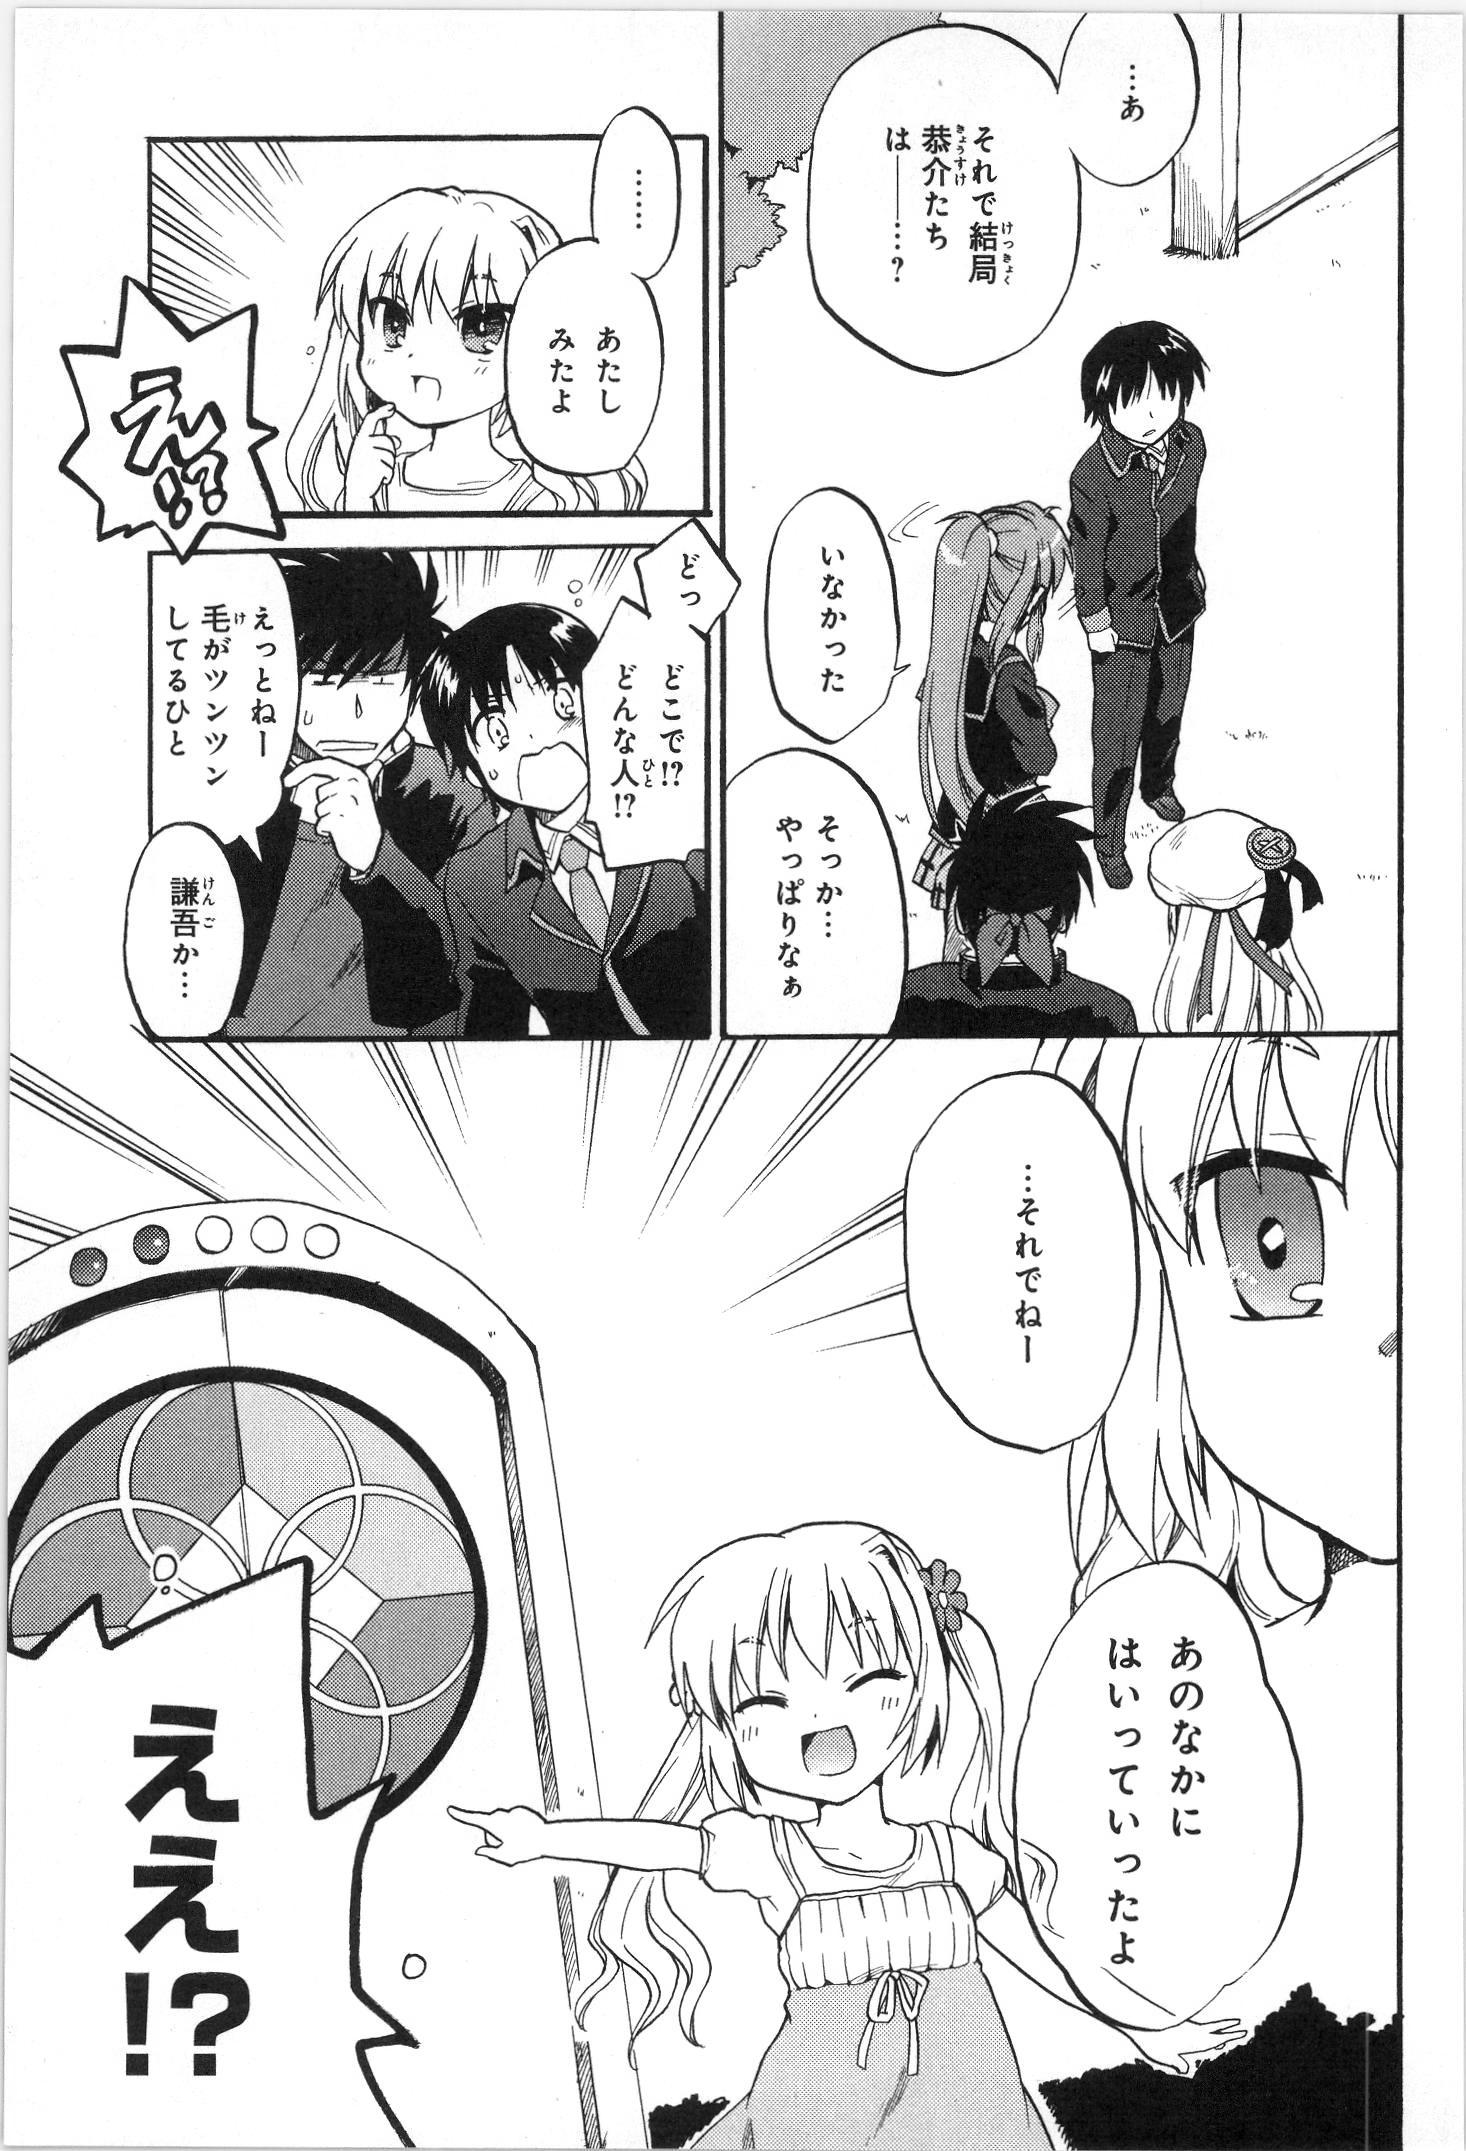 …あ
それで結局
恭介たち
は――…?
いなかった
そっか…
やっぱりなぁ
……
あたし
みたよ
えっ!?
どっ
どこで!?
どんな人!?
えっとねー
毛がツンツン
してるひと
謙吾か…
…それでねー
あのなかに
はいっていったよ
ええ!?